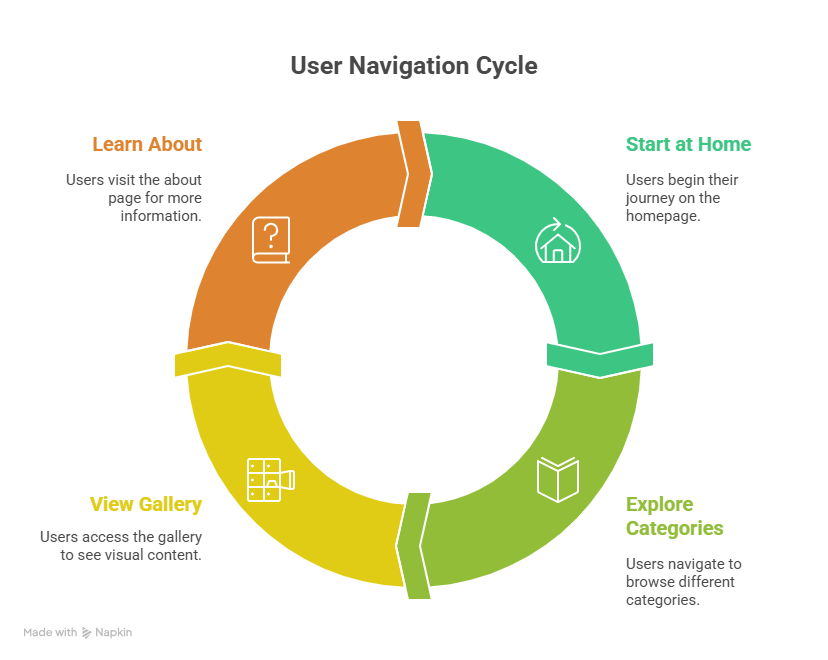 User Navigation Cycle
Learn About
Users visit the about
page for more
information.
Start at Home
Users begin their
journey on the
homepage.
?
View Gallery
Users access the gallery
to see visual content.
Explore
Categories
Users navigate to
browse different
categories.
Made with Napkin